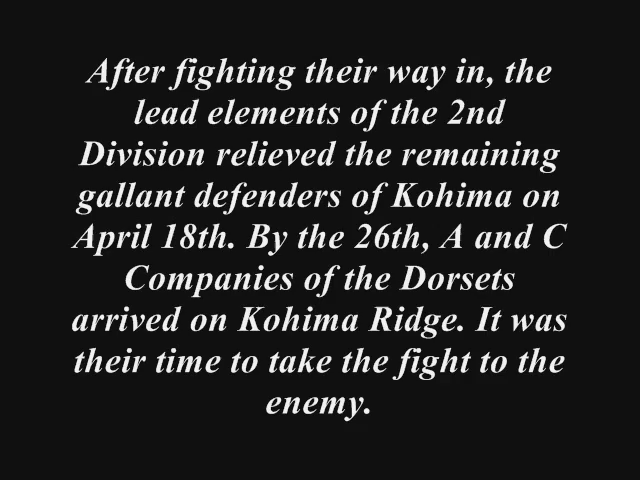 After fighting their way in, the
lead elements of the 2nd
Division relieved the remaining
gallant defenders of Kohima on
April 18th. By the 26th, A and C
Companies of the Dorsets
arrived on Kohima Ridge. It was
their time to take the fight to the
enemy.